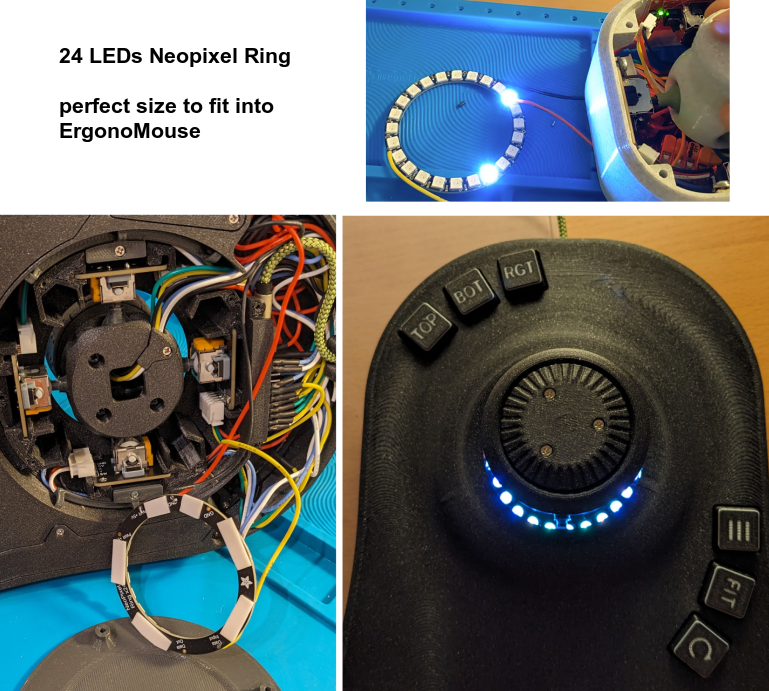 24 LEDs Neopixel Ring
perfect size to fit into
ErgonoMouse
TOP
BOT
RGT
FIT